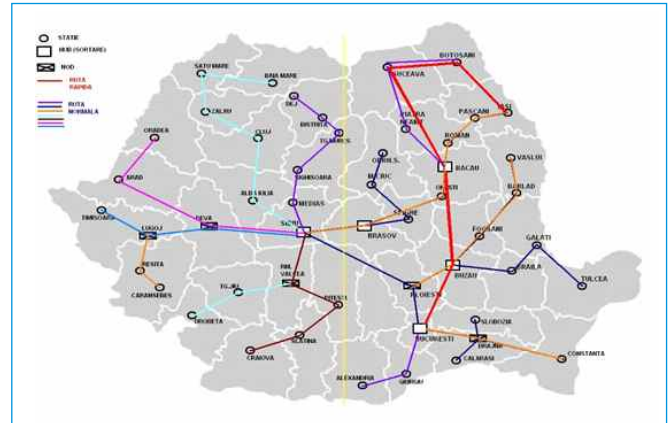 STATIE
HUB (SORTARE)
NOD
RUTA
RAPIDA
RUTA
NORMALA
SATU MARE
BAIA MARE
ZALAU
CLUJ
ORADEA
ARAD
TIMISOARA
LUGOJ
DEVA
RESITA
CARANSEBES
ALBA IULIA
DEJ
BISTRITA
TG.MURES
SIGHISOARA
MEDIAS
SIBIU
RM.
VALCEA
TG.JIU
DROBETA
PITESTI
SLATINA
CRAIOVA
BOTOSANI
SUCEAVA
IASI
PASCANI
PIATRA
NEAMT
ROMAN
BACAU
VASLUI
BARLAD
M.CIUC
BRASOV
FOCSANI
GALATI
BRAILA
TULCEA
BUZAU
PLOIESTI
BUCURESTI
SLOBOZIA
CALARASI
CONSTANTA
ALEXANDRIA
GIURGIU